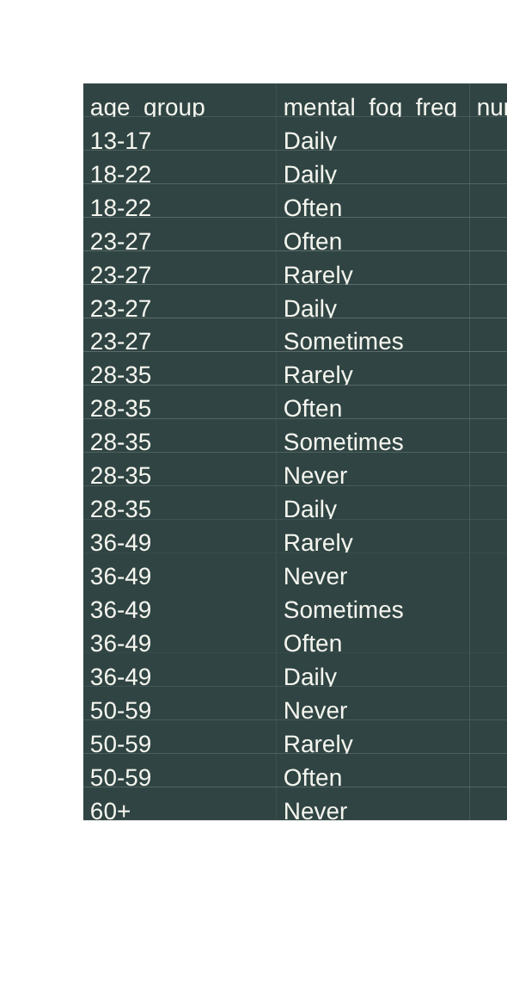 age_group mental_fog_freq
13-17 Daily
18-22 Daily
18-22 Often
23-27 Often
23-27 Rarely
23-27 Daily
23-27 Sometimes
28-35 Rarely
28-35 Often
28-35 Sometimes
28-35 Never
28-35 Daily
36-49 Rarely
36-49 Never
36-49 Sometimes
36-49 Often
36-49 Daily
50-59 Never
50-59 Rarely
50-59 Often
60+ Never